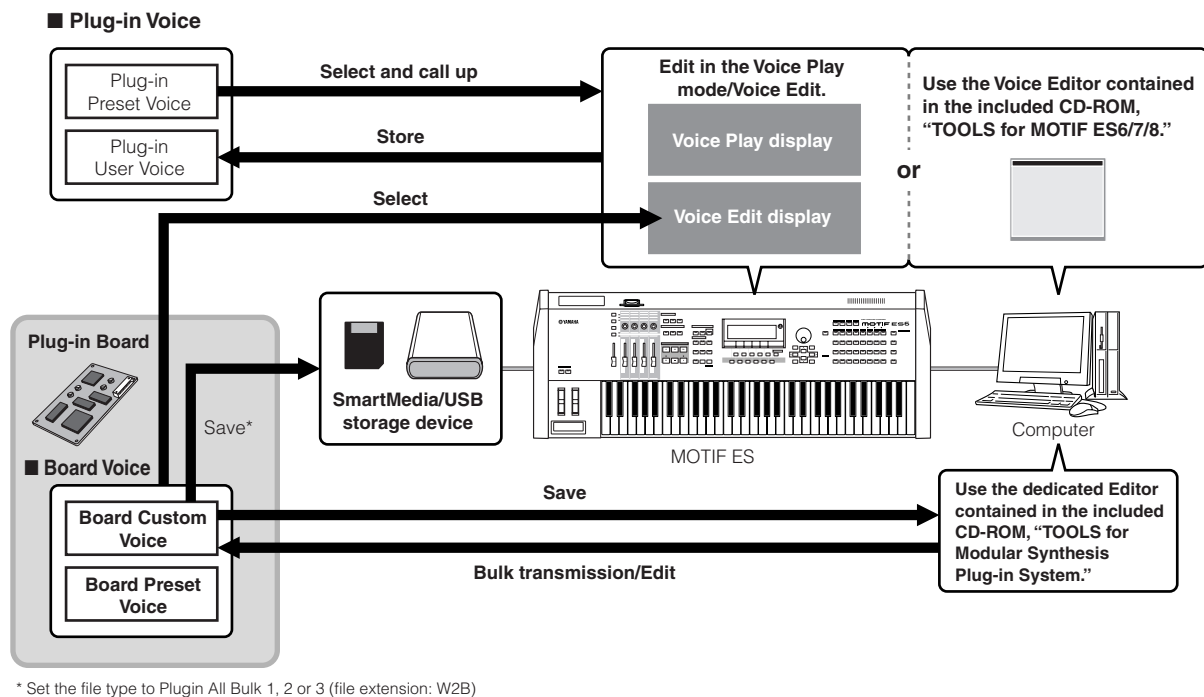 ■ Plug-in Voice
Plug-in
Preset Voice
Plug-in
User Voice
Select and call up
Store
Select
Edit in the Voice Play
mode/Voice Edit.
Voice Play display
Voice Edit display
or
Use the Voice Editor contained
in the included CD-ROM,
“TOOLS for MOTIF ES6/7/8.”
Plug-in Board
Save*
SmartMedia/USB
storage device
YAMAHA
MOTIF ES6
MOTIF ES
Computer
■ Board Voice
Board Custom
Voice
Board Preset
Voice
Save
Bulk transmission/Edit
Use the dedicated Editor
contained in the included
CD-ROM, “TOOLS for
Modular Synthesis
Plug-in System.”
* Set the file type to Plugin All Bulk 1, 2 or 3 (file extension: W2B)